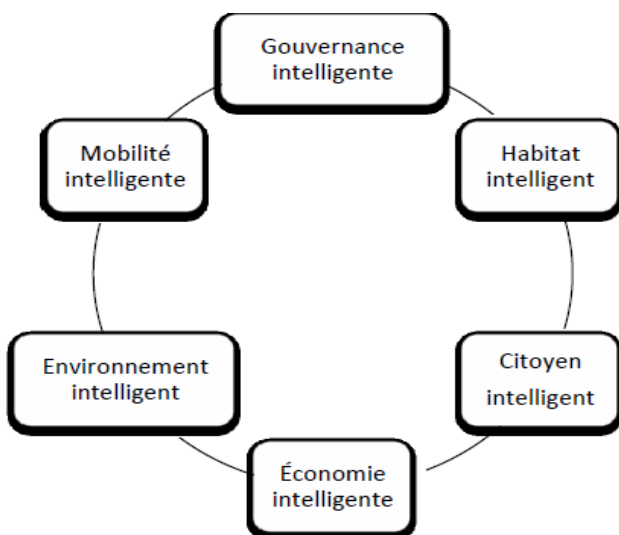 Gouvernance
intelligente
Mobilité
intelligente
Habitat
intelligent
Environnement
intelligent
Citoyen
intelligent
Économie
intelligente